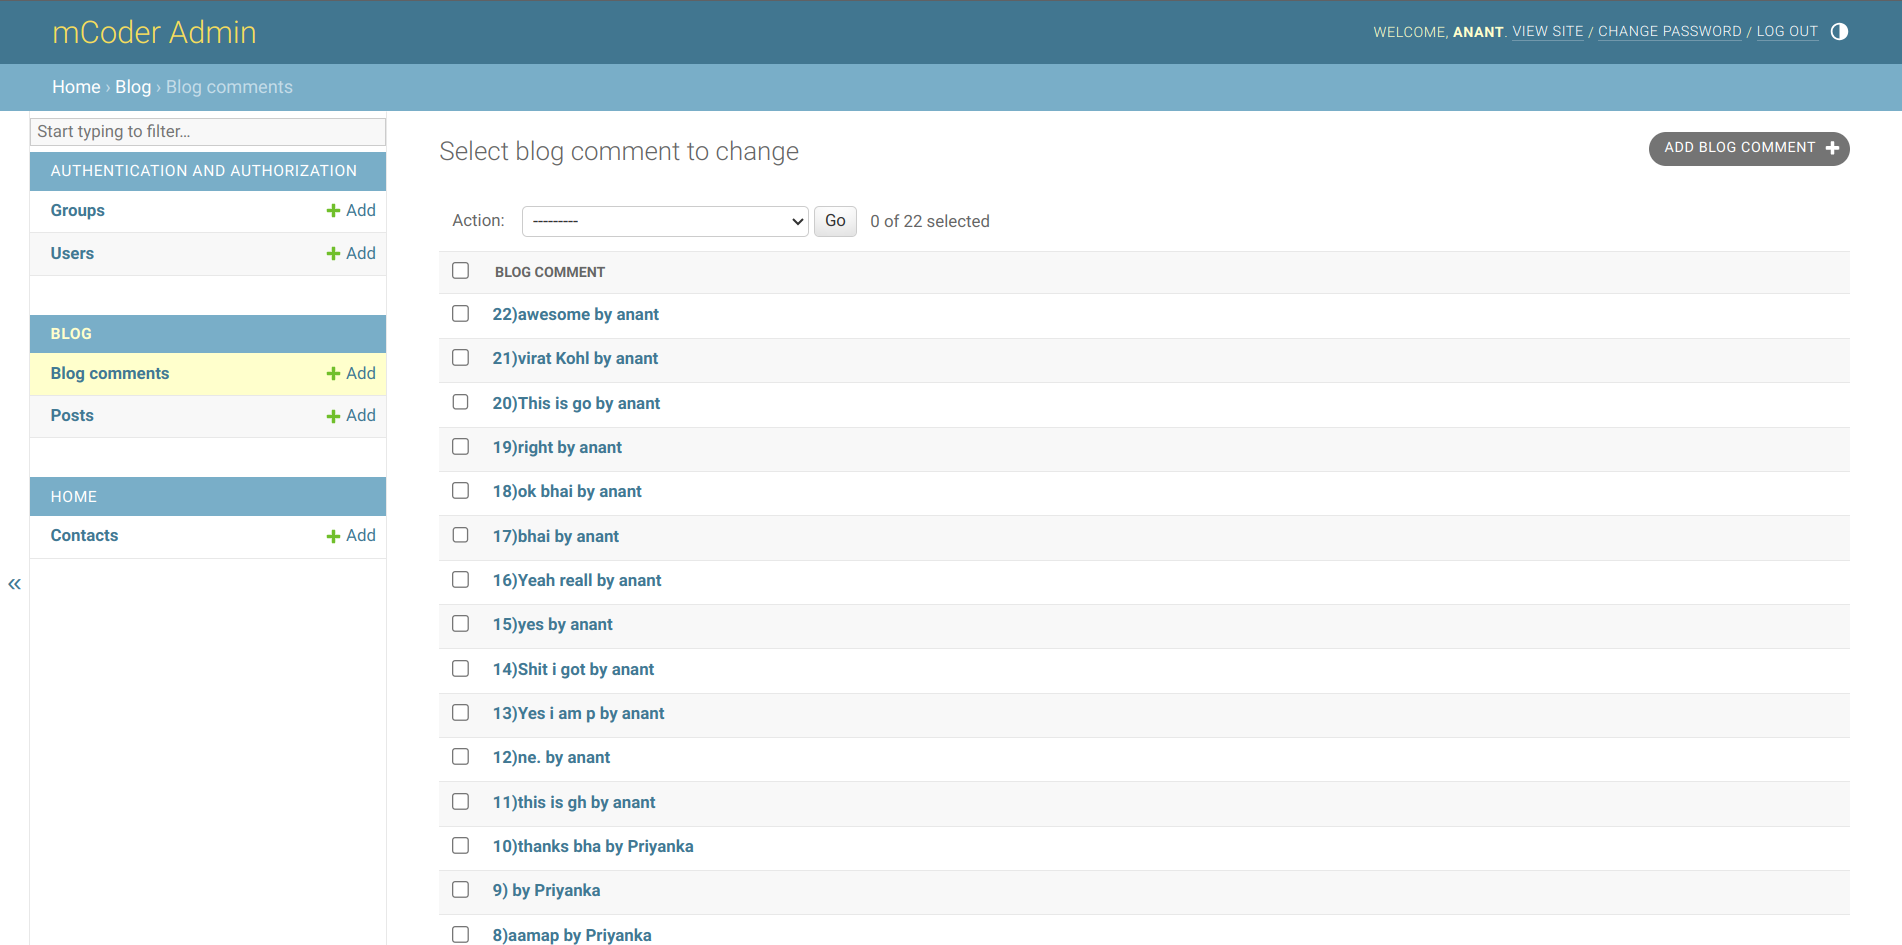 mCoder Admin
WELCOME, ANANT. VIEW SITE / CHANGE PASSWORD / LOG OUT
Home › Blog › Blog comments
Start typing to filter...
AUTHENTICATION AND AUTHORIZATION
Groups + Add
Users + Add
BLOG
Blog comments + Add
Posts + Add
HOME
Contacts + Add
«
Select blog comment to change
ADD BLOG COMMENT +
Action: --------- Go 0 of 22 selected
BLOG COMMENT
22)awesome by anant
21)virat Kohl by anant
20)This is go by anant
19)right by anant
18)ok bhai by anant
17)bhai by anant
16)Yeah reall by anant
15)yes by anant
14)Shit i got by anant
13)Yes i am p by anant
12)ne. by anant
11)this is gh by anant
10)thanks bha by Priyanka
9) by Priyanka
8)aamap by Priyanka